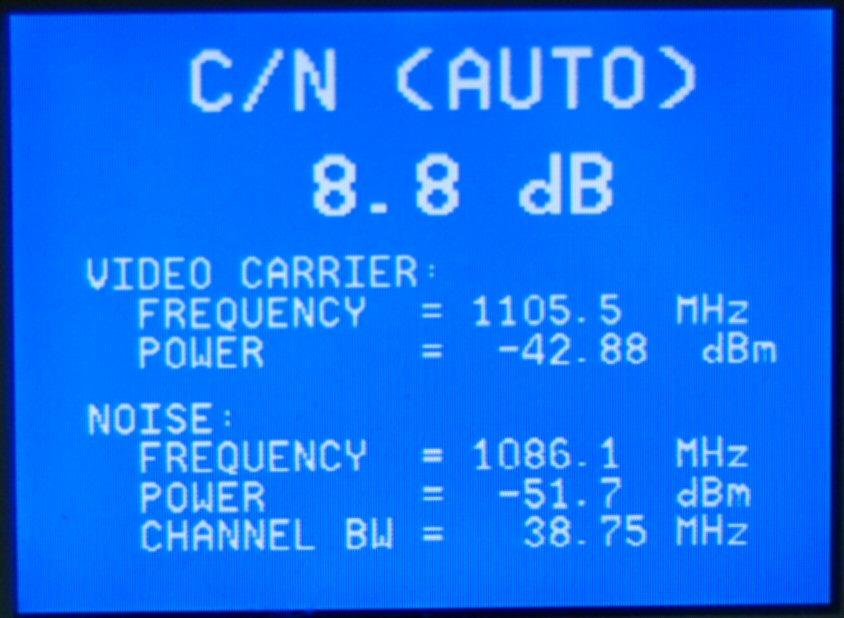 C/N (AUTO)
8.8 dB
VIDEO CARRIER:
FREQUENCY = 1105.5 MHz
POWER = -42.88 dBm
NOISE:
FREQUENCY = 1086.1 MHz
POWER = -51.7 dBm
CHANNEL BW = 38.75 MHz